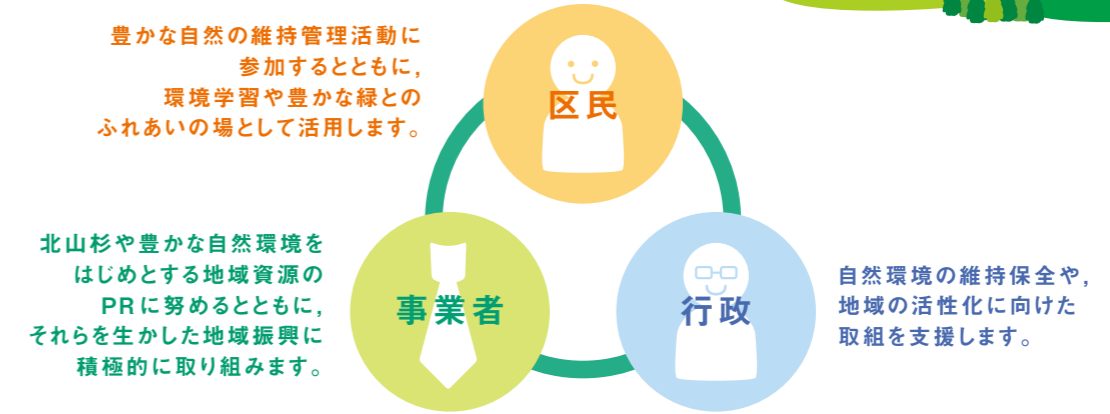 豊かな自然の維持管理活動に
参加するとともに,
環境学習や豊かな緑との
ふれあいの場として活用します。
区民
北山杉や豊かな自然環境を
はじめとする地域資源の
PRに努めるとともに,
それらを生かした地域振興に
積極的に取り組みます。
事業者
行政
自然環境の維持保全や,
地域の活性化に向けた
取組を支援します。